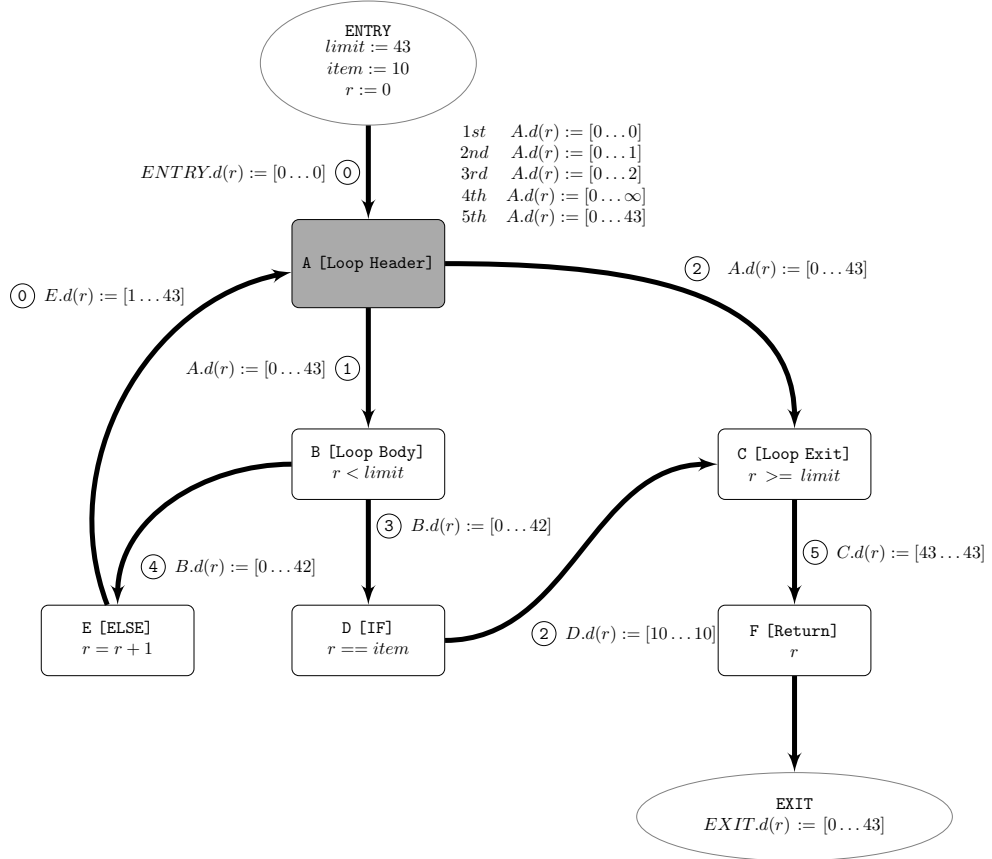 ENTRY
limit := 43
item := 10
r := 0
1st A.d(r) := [0...0]
2nd A.d(r) := [0...1]
3rd A.d(r) := [0...2]
4th A.d(r) := [0...∞]
5th A.d(r) := [0...43]
ENTRY.d(r) := [0...0] 0
A [Loop Header]
2 A.d(r) := [0...43]
0 E.d(r) := [1...43]
A.d(r) := [0...43] 1
B [Loop Body]
r < limit
C [Loop Exit]
r >= limit
3 B.d(r) := [0...42]
5 C.d(r) := [43...43]
4 B.d(r) := [0...42]
E [ELSE]
r = r + 1
D [IF]
r == item
2 D.d(r) := [10...10]
F [Return]
r
EXIT
EXIT.d(r) := [0...43]